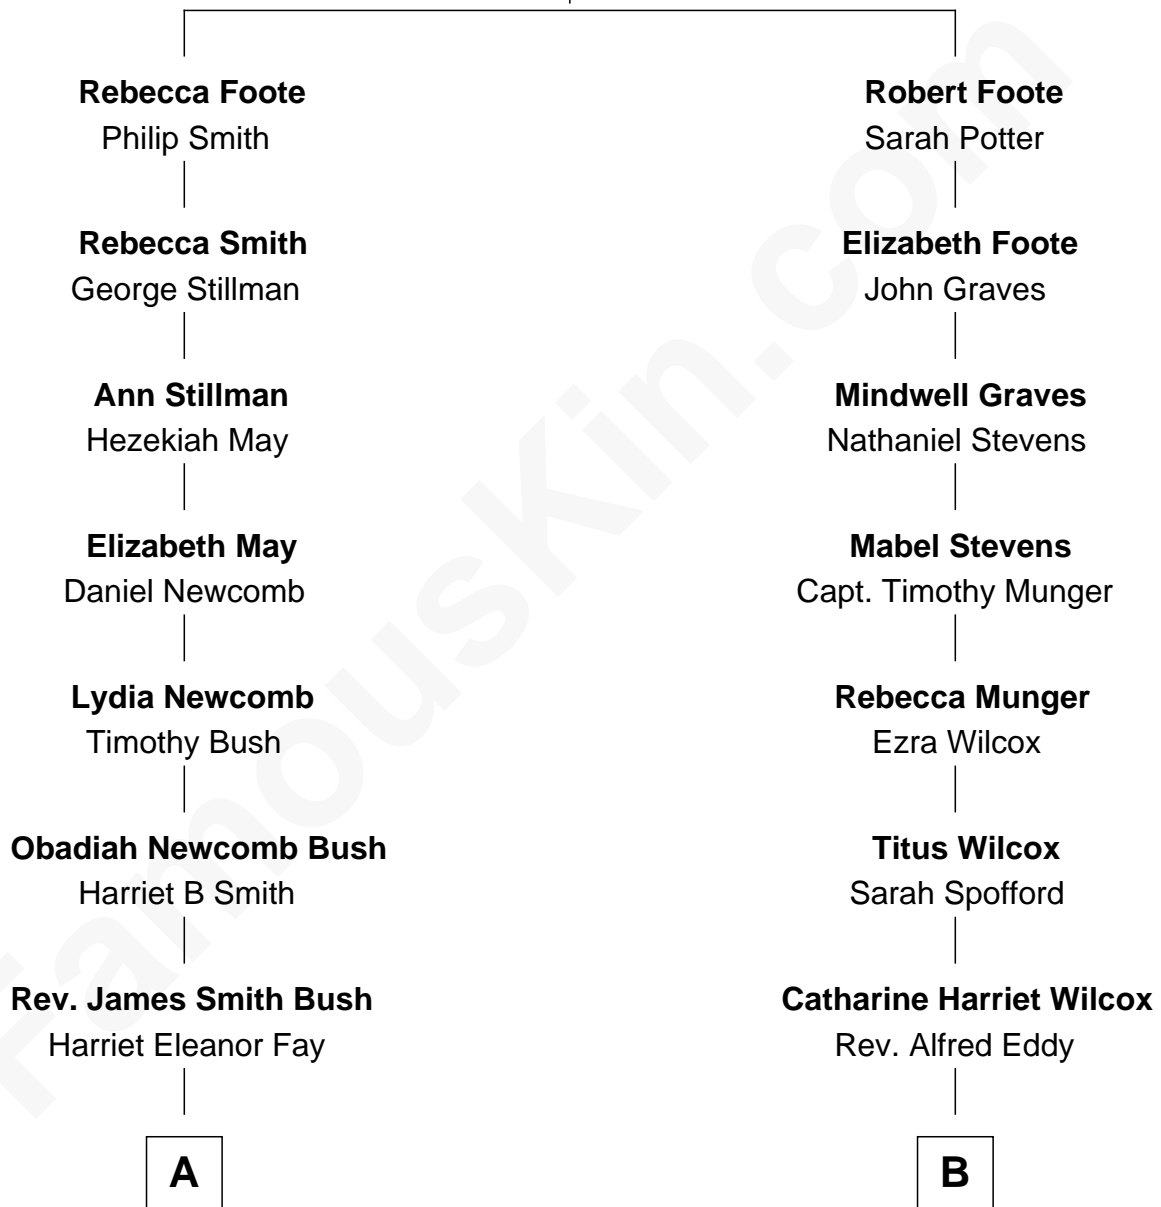 Rebecca Foote
Philip Smith
Robert Foote
Sarah Potter
Rebecca Smith
George Stillman
Elizabeth Foote
John Graves
Ann Stillman
Hezekiah May
Mindwell Graves
Nathaniel Stevens
Elizabeth May
Daniel Newcomb
Mabel Stevens
Capt. Timothy Munger
Lydia Newcomb
Timothy Bush
Rebecca Munger
Ezra Wilcox
Obadiah Newcomb Bush
Harriet B Smith
Titus Wilcox
Sarah Spofford
Rev. James Smith Bush
Harriet Eleanor Fay
Catharine Harriet Wilcox
Rev. Alfred Eddy
A
B
FamousKin.com